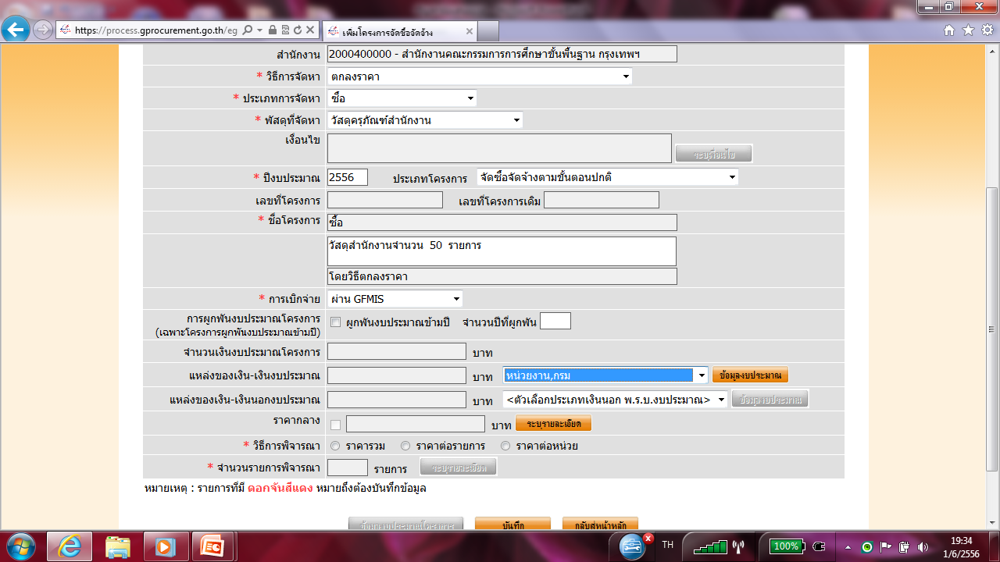 https://process.gprocurement.go.th/eg
เพิ่มโครงการจัดซื้อจัดจ้าง
สำนักงาน 2000400000 - สำนักงานคณะกรรมการการศึกษาขั้นพื้นฐาน กรุงเทพฯ
* วิธีการจัดหา ตกลงราคา
* ประเภทการจัดหา ซื้อ
* พัสดุที่จัดหา วัสดุครุภัณฑ์สำนักงาน
เงื่อนไข ระบุเงื่อนไข
* ปีงบประมาณ 2556 ประเภทโครงการ จัดซื้อจัดจ้างตามขั้นตอนปกติ
เลขที่โครงการ เลขที่โครงการเดิม
* ชื่อโครงการ ซื้อ
วัสดุสำนักงานจำนวน 50 รายการ
โดยวิธีตกลงราคา
* การเบิกจ่าย ผ่าน GFMIS
การผูกพันงบประมาณโครงการ
(เฉพาะโครงการผูกพันงบประมาณข้ามปี) ผูกพันงบประมาณข้ามปี จำนวนปีที่ผูกพัน
จำนวนเงินงบประมาณโครงการ บาท
แหล่งของเงิน-เงินงบประมาณ บาท หน่วยงาน,กรม ข้อมูลงบประมาณ
แหล่งของเงิน-เงินนอกงบประมาณ บาท <ตัวเลือกประเภทเงินนอก พ.ร.บ.งบประมาณ> ข้อมูลงบประมาณ
ราคากลาง บาท ระบุรายละเอียด
* วิธีการพิจารณา ราคารวม ราคาต่อรายการ ราคาต่อหน่วย
* จำนวนรายการพิจารณา รายการ ระบุรายละเอียด
หมายเหตุ : รายการที่มี ดอกจันสีแดง หมายถึงต้องบันทึกข้อมูล
ข้อมูลงบประมาณโครงการ บันทึก กลับสู่หน้าหลัก
TH 100% 19:34
1/6/2556